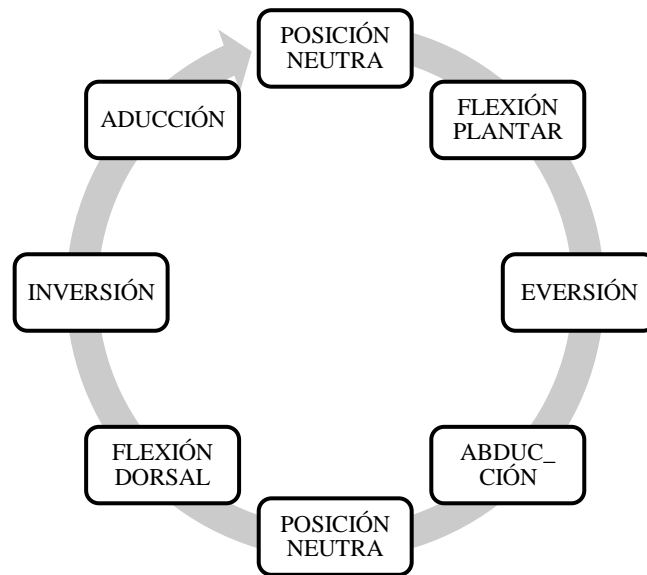 POSICIÓN
NEUTRA
FLEXIÓN
PLANTAR
EVERSIÓN
ABDUC_
CIÓN
POSICIÓN
NEUTRA
FLEXIÓN
DORSAL
INVERSIÓN
ADUCCIÓN